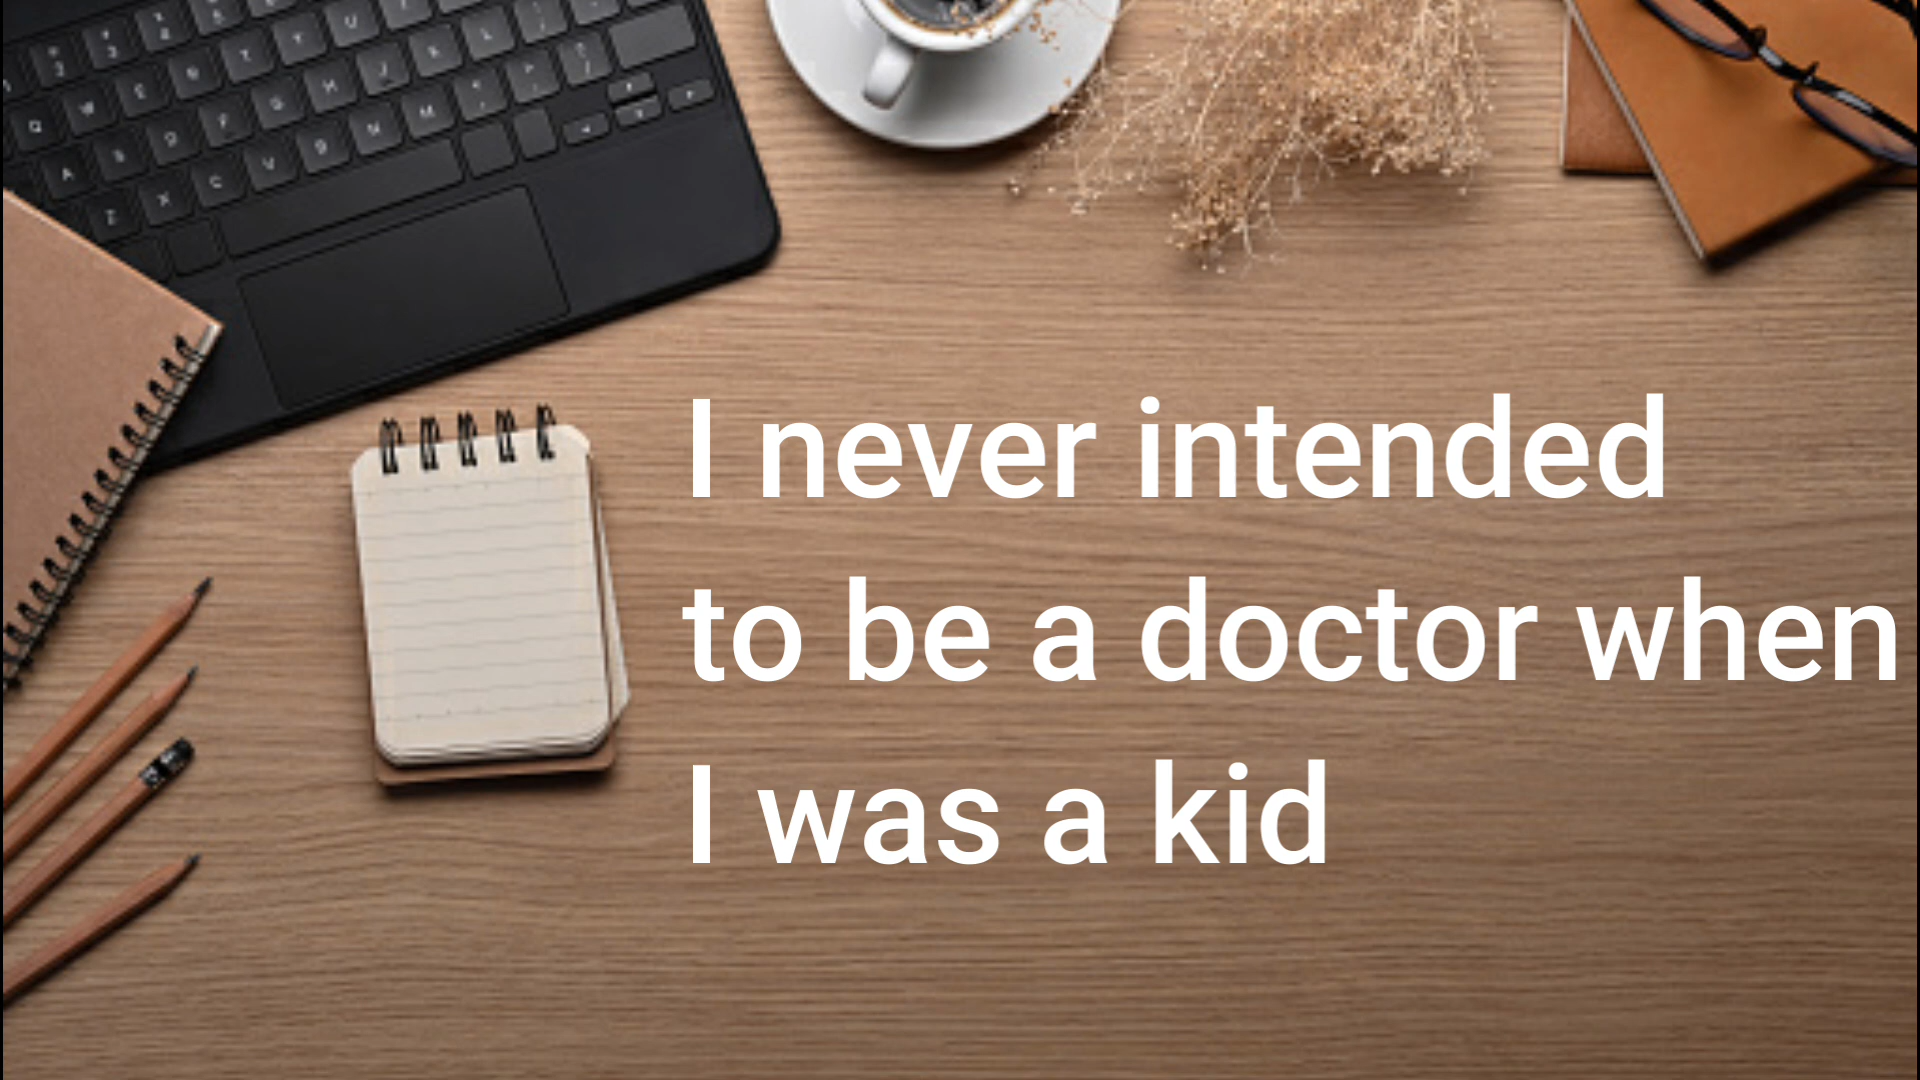 I never intended
to be a doctor when
I was a kid